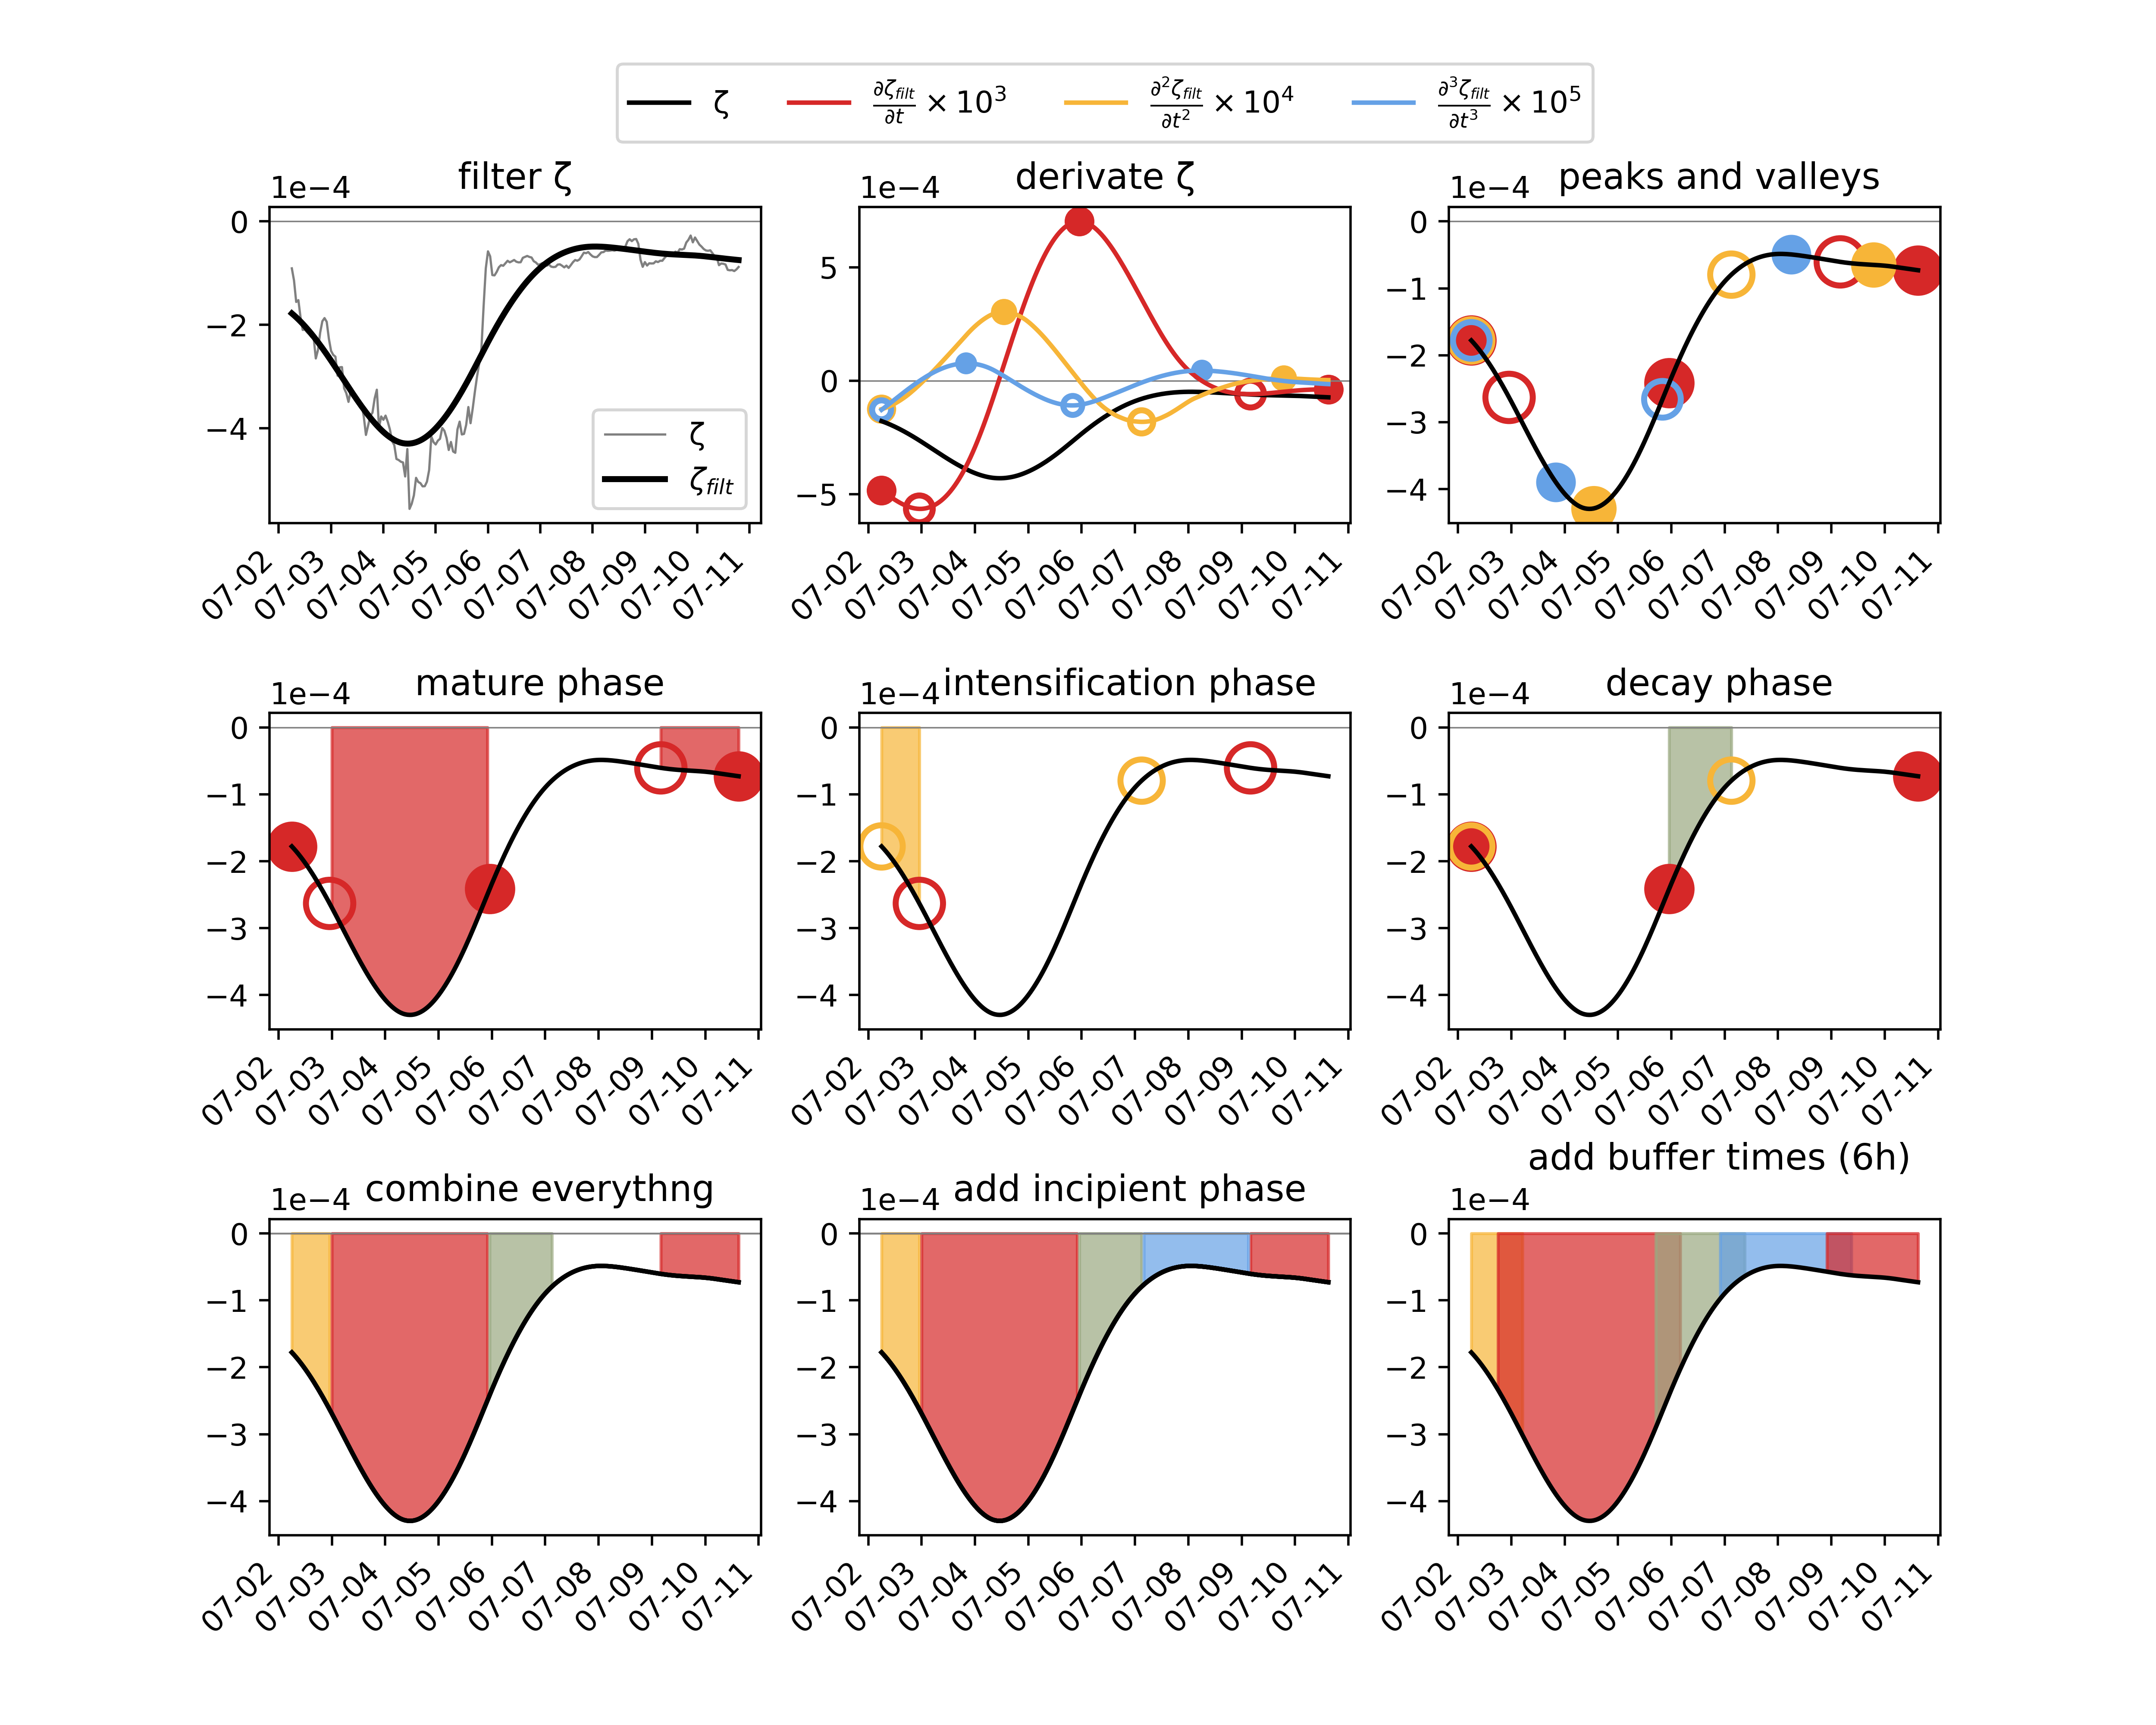 ζ ∂ζfilt/∂t × 10³ ∂²ζfilt/∂t² × 10⁴ ∂³ζfilt/∂t³ × 10⁵
filter ζ
1e−4
0
−2
−4
ζ
ζfilt
07-02 07-03 07-04 07-05 07-06 07-07 07-08 07-09 07-10 07-11
derivate ζ
1e−4
5
0
−5
07-02 07-03 07-04 07-05 07-06 07-07 07-08 07-09 07-10 07-11
peaks and valleys
1e−4
0
−1
−2
−3
−4
07-02 07-03 07-04 07-05 07-06 07-07 07-08 07-09 07-10 07-11
mature phase
1e−4
0
−1
−2
−3
−4
07-02 07-03 07-04 07-05 07-06 07-07 07-08 07-09 07-10 07-11
intensification phase
1e−4
0
−1
−2
−3
−4
07-02 07-03 07-04 07-05 07-06 07-07 07-08 07-09 07-10 07-11
decay phase
1e−4
0
−1
−2
−3
−4
07-02 07-03 07-04 07-05 07-06 07-07 07-08 07-09 07-10 07-11
combine everythng
1e−4
0
−1
−2
−3
−4
07-02 07-03 07-04 07-05 07-06 07-07 07-08 07-09 07-10 07-11
add incipient phase
1e−4
0
−1
−2
−3
−4
07-02 07-03 07-04 07-05 07-06 07-07 07-08 07-09 07-10 07-11
add buffer times (6h)
1e−4
0
−1
−2
−3
−4
07-02 07-03 07-04 07-05 07-06 07-07 07-08 07-09 07-10 07-11